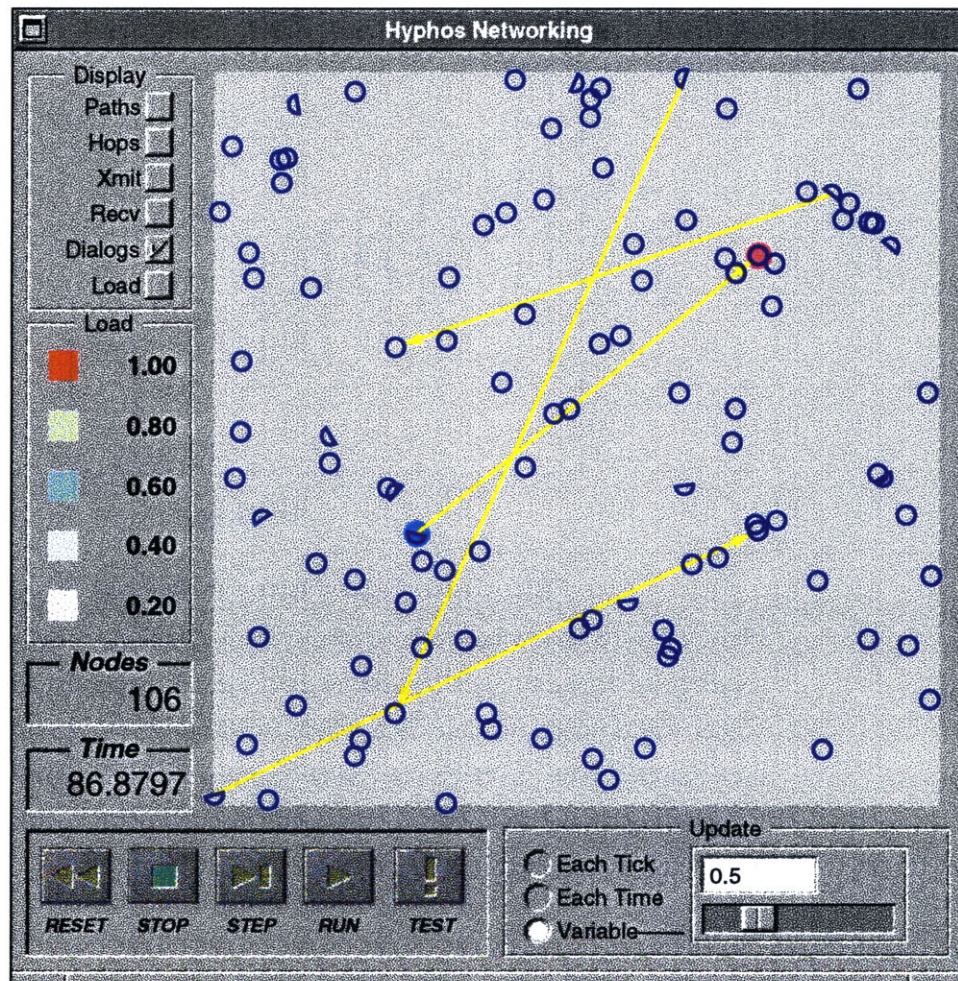 Hyphos Networking
Display
Paths
Hops
Xmit
Recv
Dialogs
Load
Load
1.00
0.80
0.60
0.40
0.20
Nodes
106
Time
86.8797
RESET STOP STEP RUN TEST
Update
Each Tick
Each Time
Variable
0.5